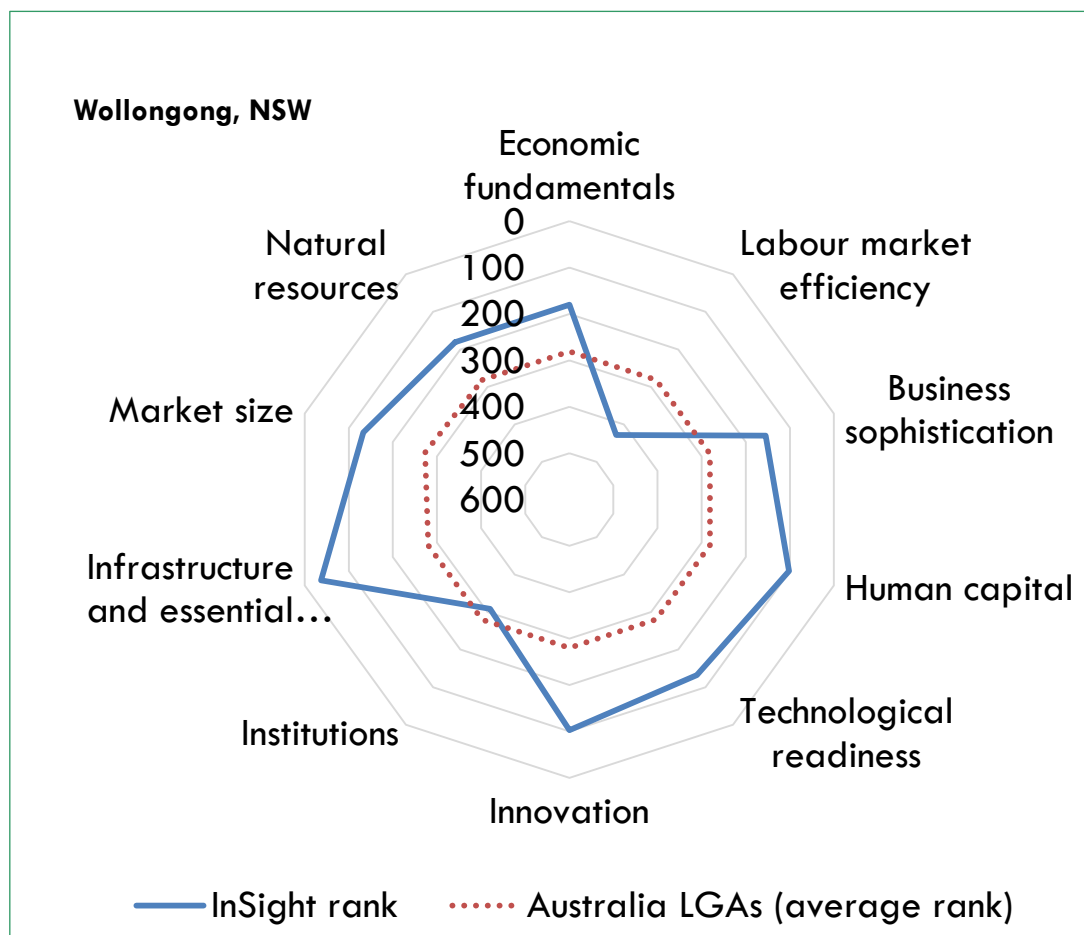 Wollongong, NSW
Economic
fundamentals
Labour market
efficiency
Business
sophistication
Human capital
Technological
readiness
Innovation
Institutions
Infrastructure
and essential...
Market size
Natural
resources
0
100
200
300
400
500
600
InSight rank
Australia LGAs (average rank)